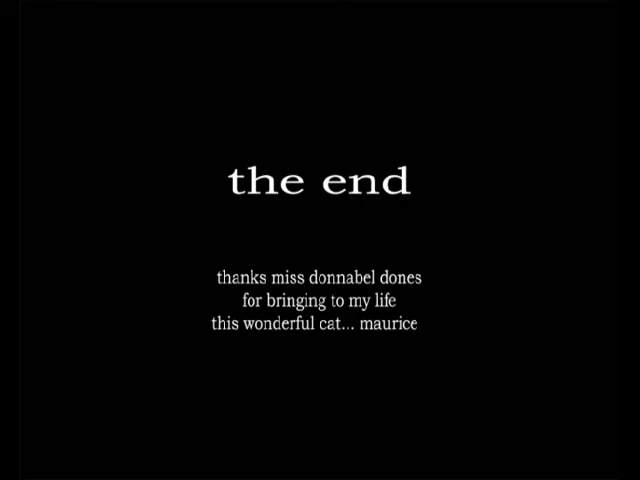 the end
thanks miss donnabel dones
for bringing to my life
this wonderful cat... maurice